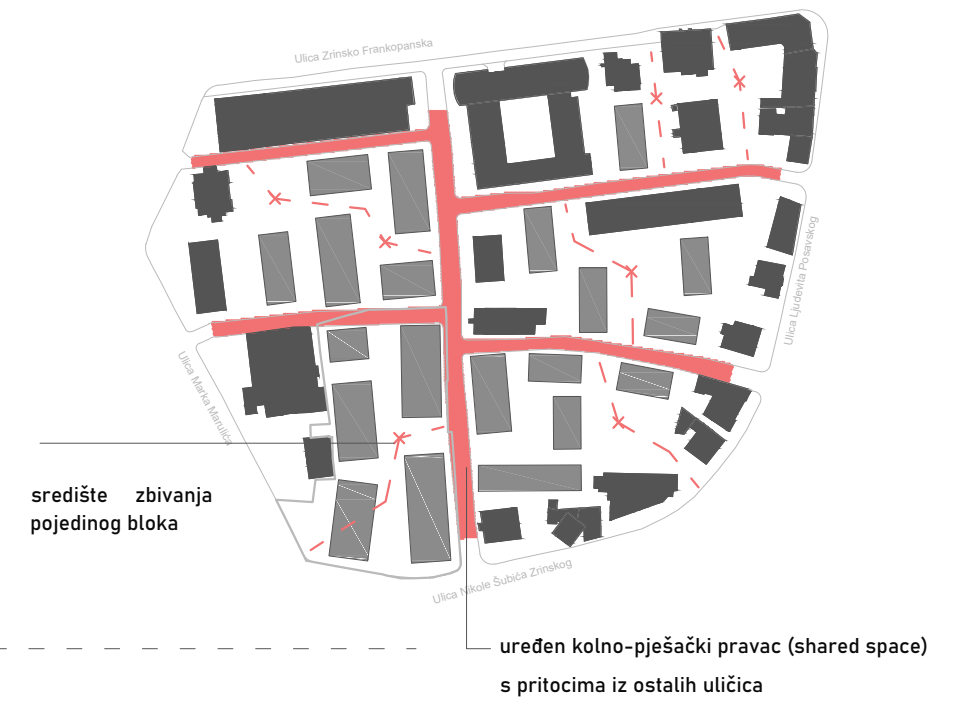 Ulica Zrinsko Frankopanska
Ulica Ljudevita Posavskog
Ulica Marka Marulića
središte zbivanja
pojedinog bloka
Ulica Nikole Šubića Zrinskog
uređen kolno-pješački pravac (shared space)
s pritocima iz ostalih uličica